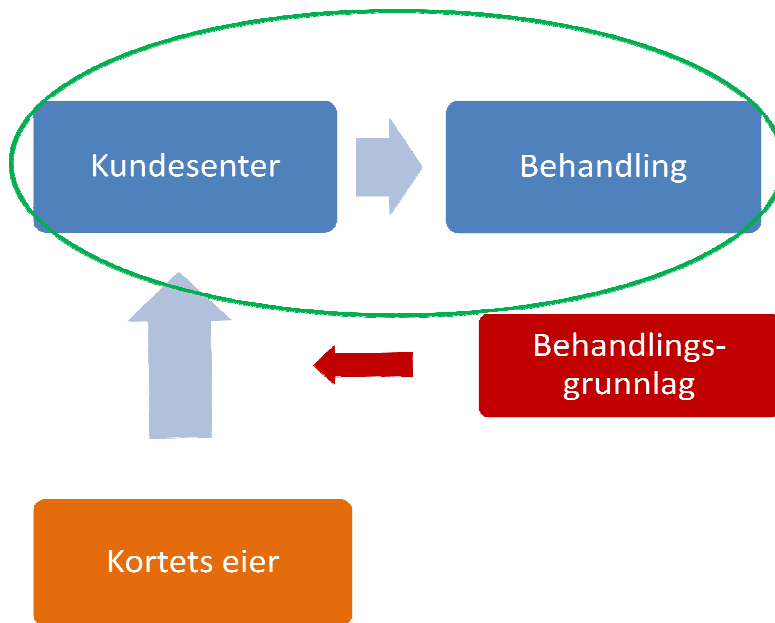 Kundesenter
Behandling
Behandlings-
grunnlag
Kortets eier